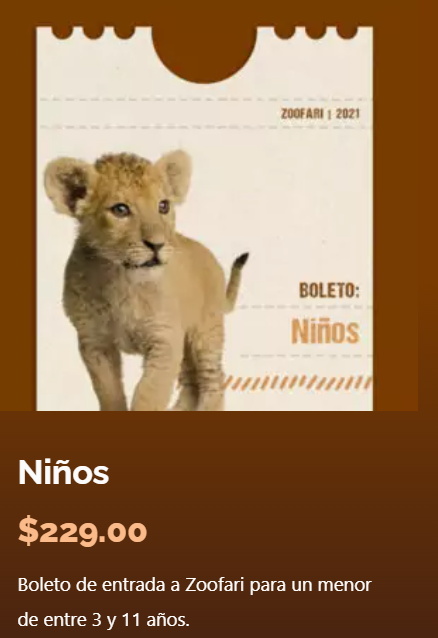 ZOOFARI | 2021
BOLETO:
Niños
Niños
$229.00
Boleto de entrada a Zoofari para un menor
de entre 3 y 11 años.